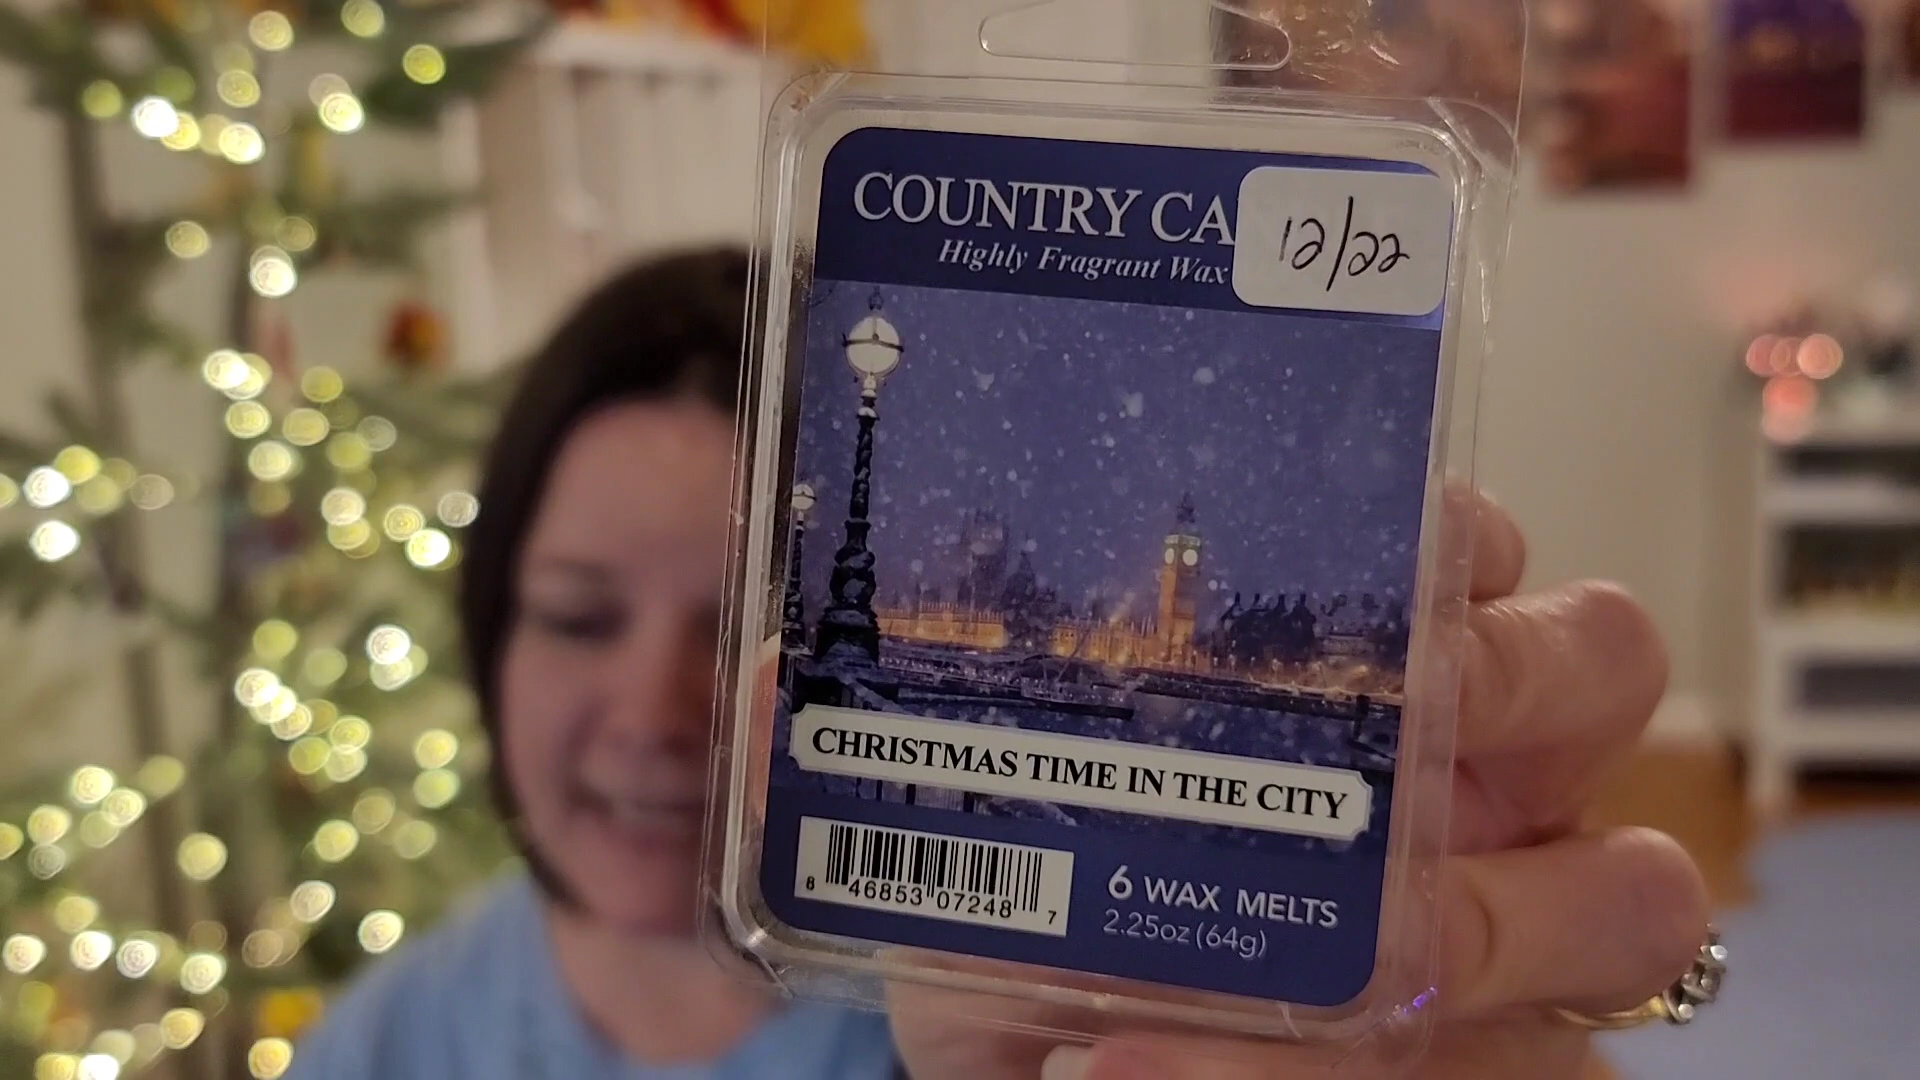 COUNTRY CA
Highly Fragrant Wax
12/22
CHRISTMAS TIME IN THE CITY
8 46853 07248 7
6 WAX MELTS
2.25oz (64g)